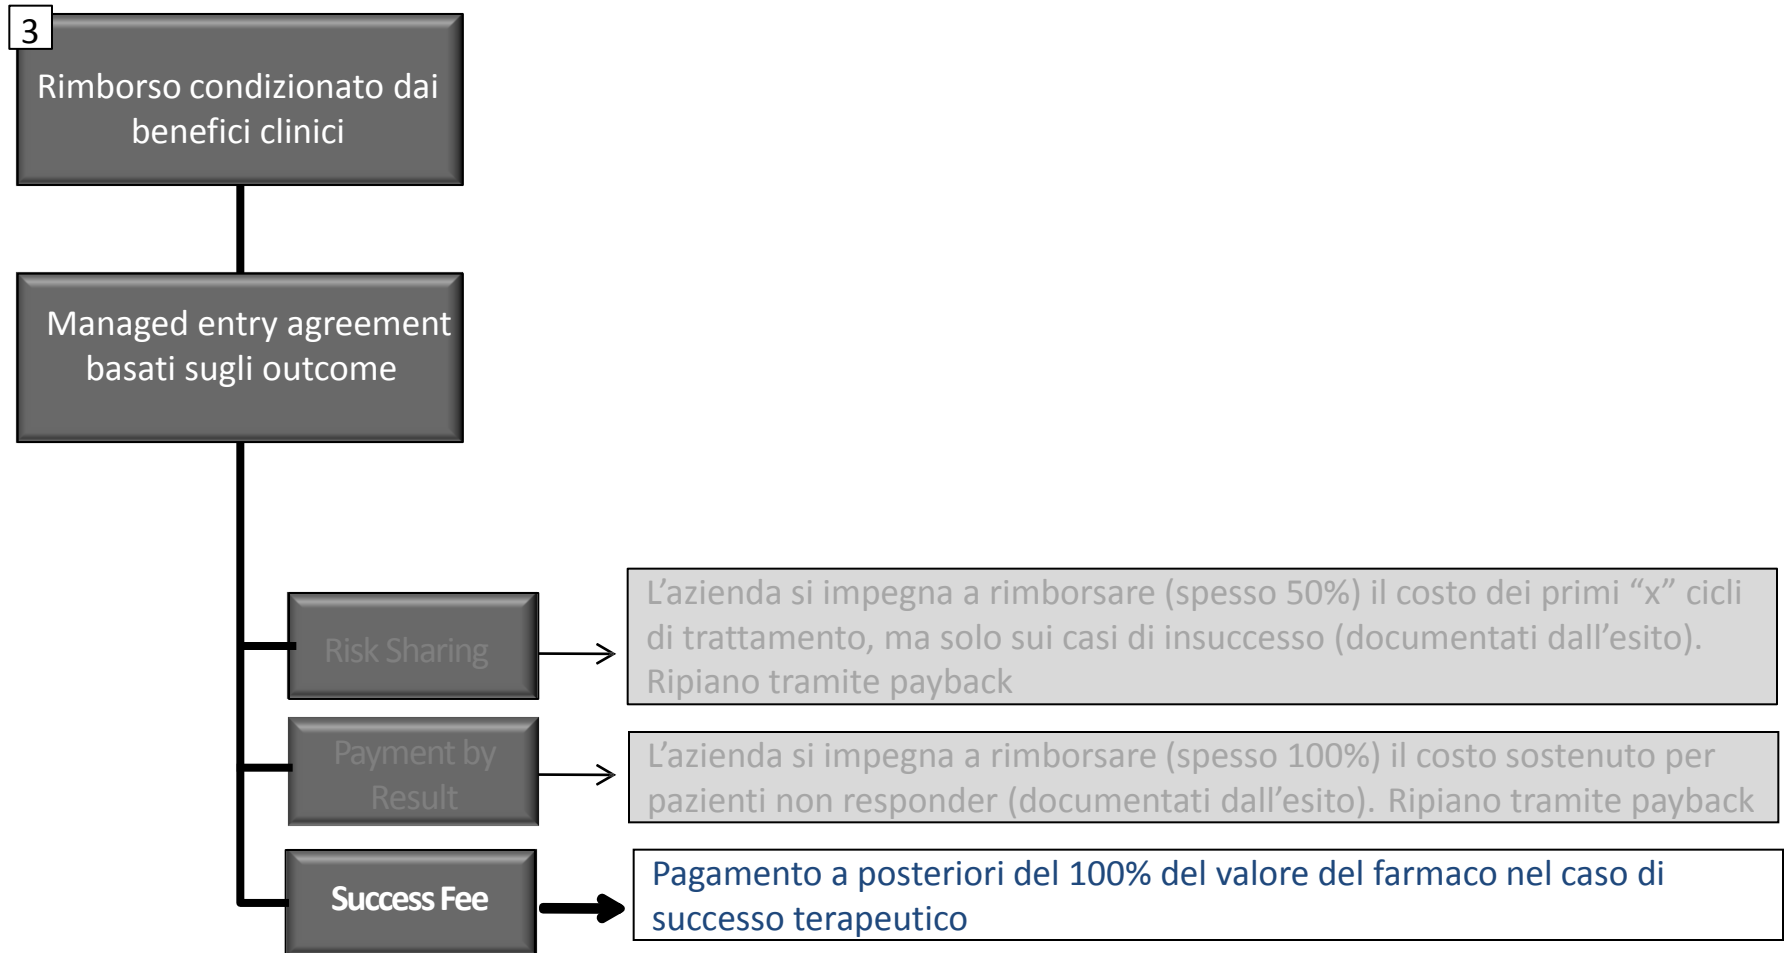 3
Rimborso condizionato dai
benefici clinici
Managed entry agreement
basati sugli outcome
Risk Sharing
L’azienda si impegna a rimborsare (spesso 50%) il costo dei primi “x” cicli
di trattamento, ma solo sui casi di insuccesso (documentati dall’esito).
Ripiano tramite payback
Payment by
Result
L’azienda si impegna a rimborsare (spesso 100%) il costo sostenuto per
pazienti non responder (documentati dall’esito). Ripiano tramite payback
Success Fee
Pagamento a posteriori del 100% del valore del farmaco nel caso di
successo terapeutico